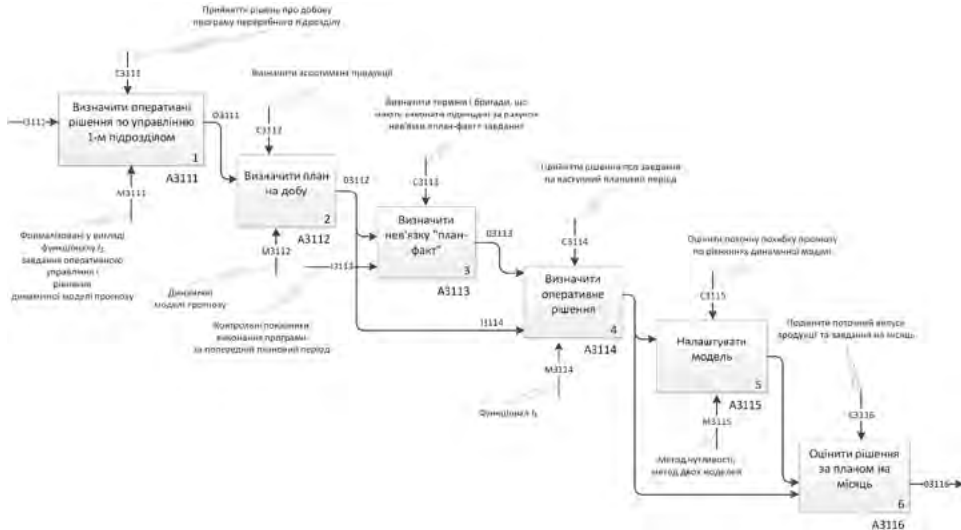 Прийняти рішень про добову
програму переробного підрозділу
C3111
I3111
Визначити оперативні
рішення по управлінню
1-м підрозділом
1
A3111
O3111
M3111
Формалізовані у вигляді
функціоналу
завдання оперативного
управління і
рівняння
динамічної моделі прогнозу
Визначити асортимент продукції
C3112
Визначити план
на добу
2
A3112
O3112
M3112
Динамічні
моделі прогнозу
Визначити терміни і бригади, що
нев'язки «план-факт» завдання
C3113
Визначити
нев'язку "план-
факт"
3
A3113
O3113
I3113
Контрольні показники
виконання програми
за попередній плановий період
I3114
Прийняти рішення про завдання
на наступний плановий період
C3114
Визначити
оперативне
рішення
4
A3114
M3114
Функціонал
Оцінити поточну похибку прогнозу
по рівнянню динамічної моделі
C3115
Налаштувати
модель
5
A3115
M3115
Метод чутливості,
метод двох моделей
Порівняти поточний випуск
продукції та завдання на місяць
C3116
Оцінити рішення
за планом на
місяць
6
A3116
O3116